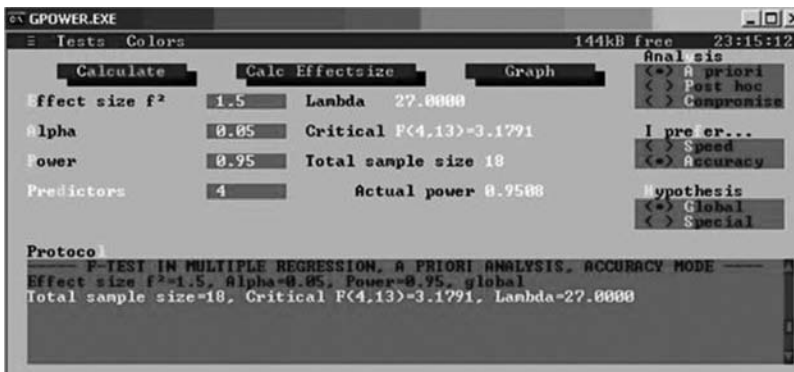 GPOWER.EXE
≡ Tests Colors 144kB free 23:15:12
Calculate Calc Effectsize Graph
Analysis
(•) A priori
( ) Post hoc
( ) Compromise
Effect size f² 1.5 Lambda 27.0000
Alpha 0.05 Critical F(4,13)=3.1791
Power 0.95 Total sample size 18
Predictors 4 Actual power 0.9508
I prefer...
( ) Speed
(•) Accuracy
Hypothesis
(•) Global
( ) Special
Protocol
F-TEST IN MULTIPLE REGRESSION, A PRIORI ANALYSIS, ACCURACY MODE
Effect size f²=1.5, Alpha=0.05, Power=0.95, global
Total sample size=18, Critical F(4,13)=3.1791, Lambda=27.0000